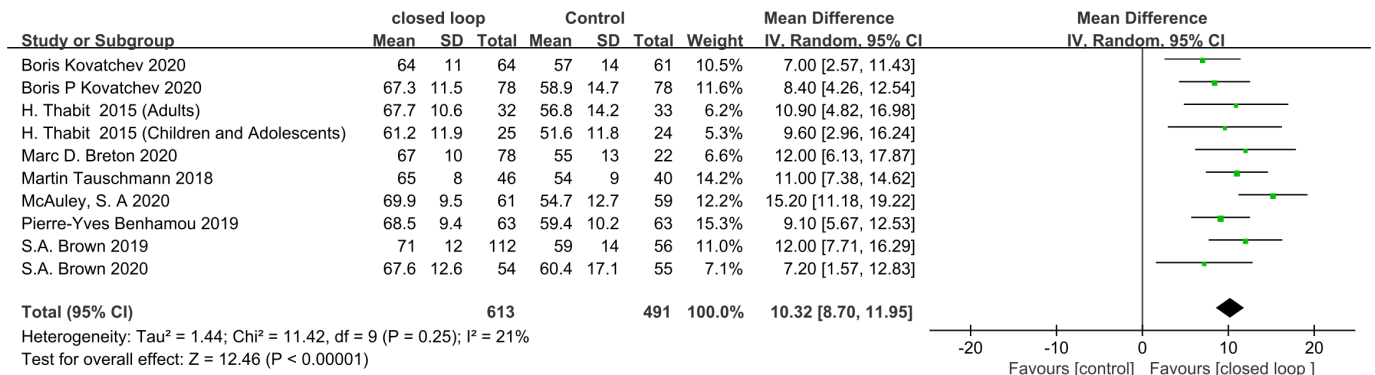 closed loop Control Mean Difference Mean Difference
Study or Subgroup Mean SD Total Mean SD Total Weight IV, Random, 95% CI IV, Random, 95% CI
Boris Kovatchev 2020 64 11 64 57 14 61 10.5% 7.00 [2.57, 11.43]
Boris P Kovatchev 2020 67.3 11.5 78 58.9 14.7 78 11.6% 8.40 [4.26, 12.54]
H. Thabit 2015 (Adults) 67.7 10.6 32 56.8 14.2 33 6.2% 10.90 [4.82, 16.98]
H. Thabit 2015 (Children and Adolescents) 61.2 11.9 25 51.6 11.8 24 5.3% 9.60 [2.96, 16.24]
Marc D. Breton 2020 67 10 78 55 13 22 6.6% 12.00 [6.13, 17.87]
Martin Tauschmann 2018 65 8 46 54 9 40 14.2% 11.00 [7.38, 14.62]
McAuley, S. A 2020 69.9 9.5 61 54.7 12.7 59 12.2% 15.20 [11.18, 19.22]
Pierre-Yves Benhamou 2019 68.5 9.4 63 59.4 10.2 63 15.3% 9.10 [5.67, 12.53]
S.A. Brown 2019 71 12 112 59 14 56 11.0% 12.00 [7.71, 16.29]
S.A. Brown 2020 67.6 12.6 54 60.4 17.1 55 7.1% 7.20 [1.57, 12.83]
Total (95% CI) 613 491 100.0% 10.32 [8.70, 11.95]
Heterogeneity: Tau² = 1.44; Chi² = 11.42, df = 9 (P = 0.25); I² = 21%
Test for overall effect: Z = 12.46 (P < 0.00001)
-20 -10 0 10 20
Favours [control] Favours [closed loop ]